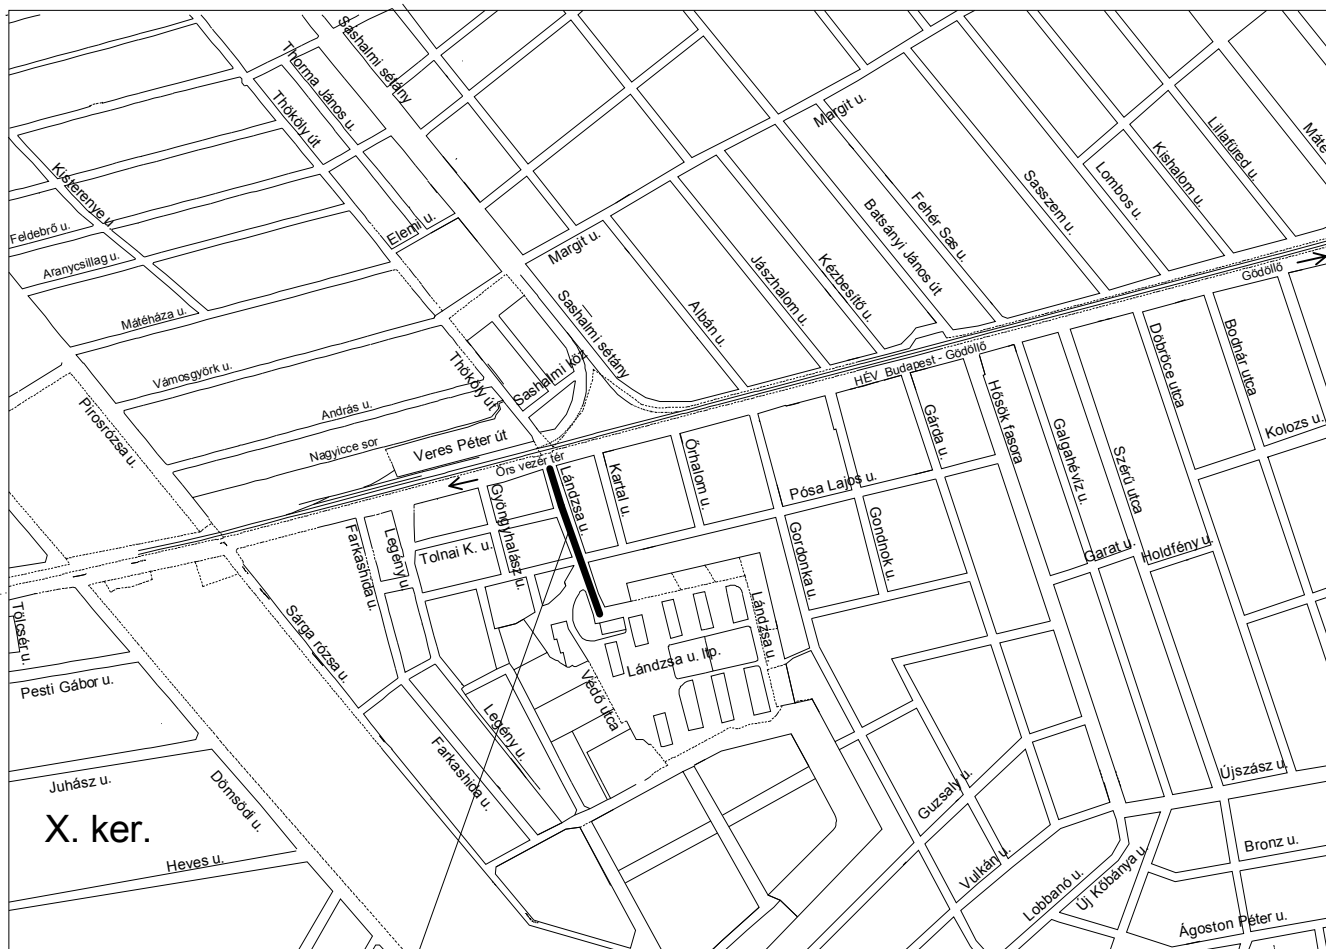 Sashalmi sétány
Thorma János u.
Thököly út
Margit u.
Lillafüred u.
Máté
Kishalom u.
Lombos u.
Sasszem u.
Fehér Sas u.
Batsányi János út
Kisterenye u.
Feldebrő u.
Elemi u.
Aranycsillag u.
Margit u.
Kézbesítő u.
Jászhalom u.
Gödöllő
Albán u.
Sashalmi sétány
Mátéháza u.
Döbröce utca
Bodnár utca
Vámosgyörk u.
Thököly út
Sashalmi köz
HÉV Budapest - Gödöllő
Hősök fasora
Pirosrózsa u.
András u.
Gárda u.
Galgahévíz u.
Kolozs u.
Nagyicce sor
Veres Péter út
Őrhalom u.
Szérű utca
Örs vezér tér
Lándzsa u.
Kartal u.
Pósa Lajos u.
Gyöngyhalász u.
Farkashida u.
Legény u.
Tolnai K. u.
Gordonka u.
Gondnok u.
Garat u.
Holdfény u.
Tölcsér u.
Sárga rózsa u.
Lándzsa u.
Lándzsa u. ltp.
Pesti Gábor u.
Védő utca
Legény u.
Farkashida u.
Juhász u.
Dömsödi u.
Guzsaly u.
Újszász u.
X. ker.
Heves u.
Vulkán u.
Bronz u.
Lobbanó u.
Új Kőbánya u.
Ágoston Péter u.